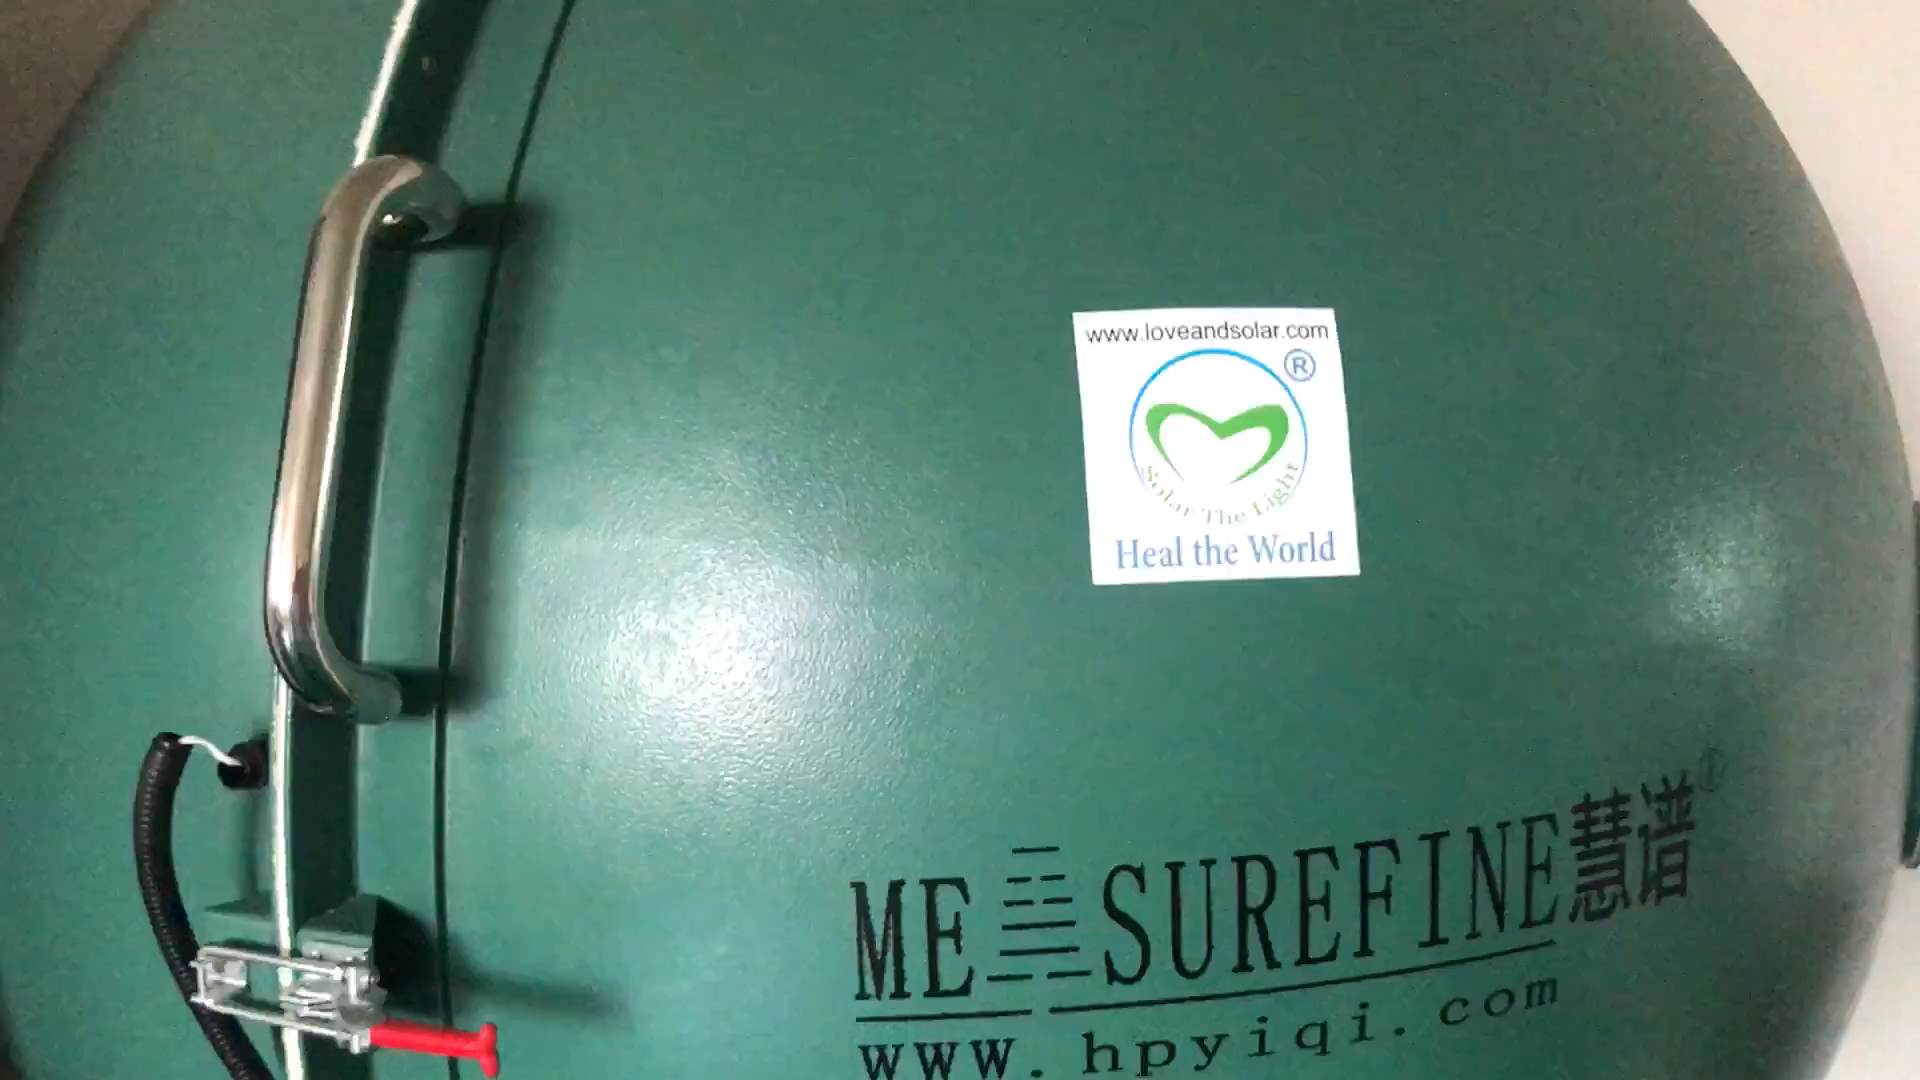 www.loveandsolar.com
®
Solar The Light
Heal the World
MEASUREFINE慧谱®
www.hpyiqi.com